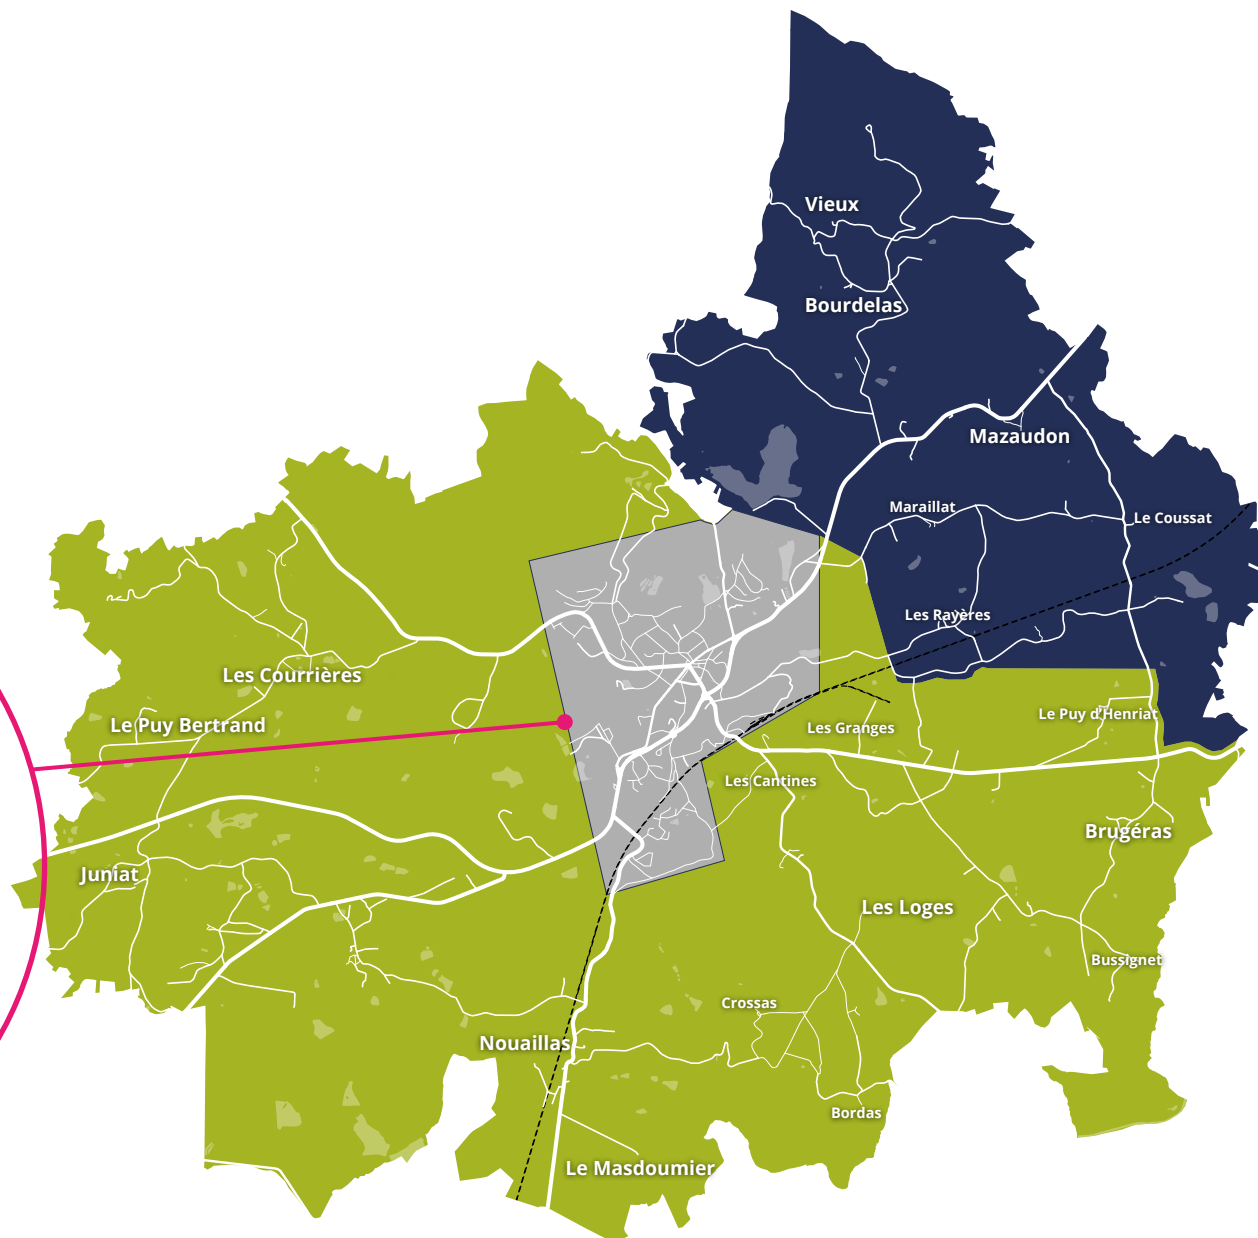 Vieux
Bourdelas
Mazaudon
Maraillat
Le Coussat
Les Rayères
Les Courrières
Le Puy d'Henriat
Le Puy Bertrand
Les Granges
Les Cantines
Brugéras
Juniat
Les Loges
Bussignet
Crossas
Nouaillas
Bordas
Le Masdoumier